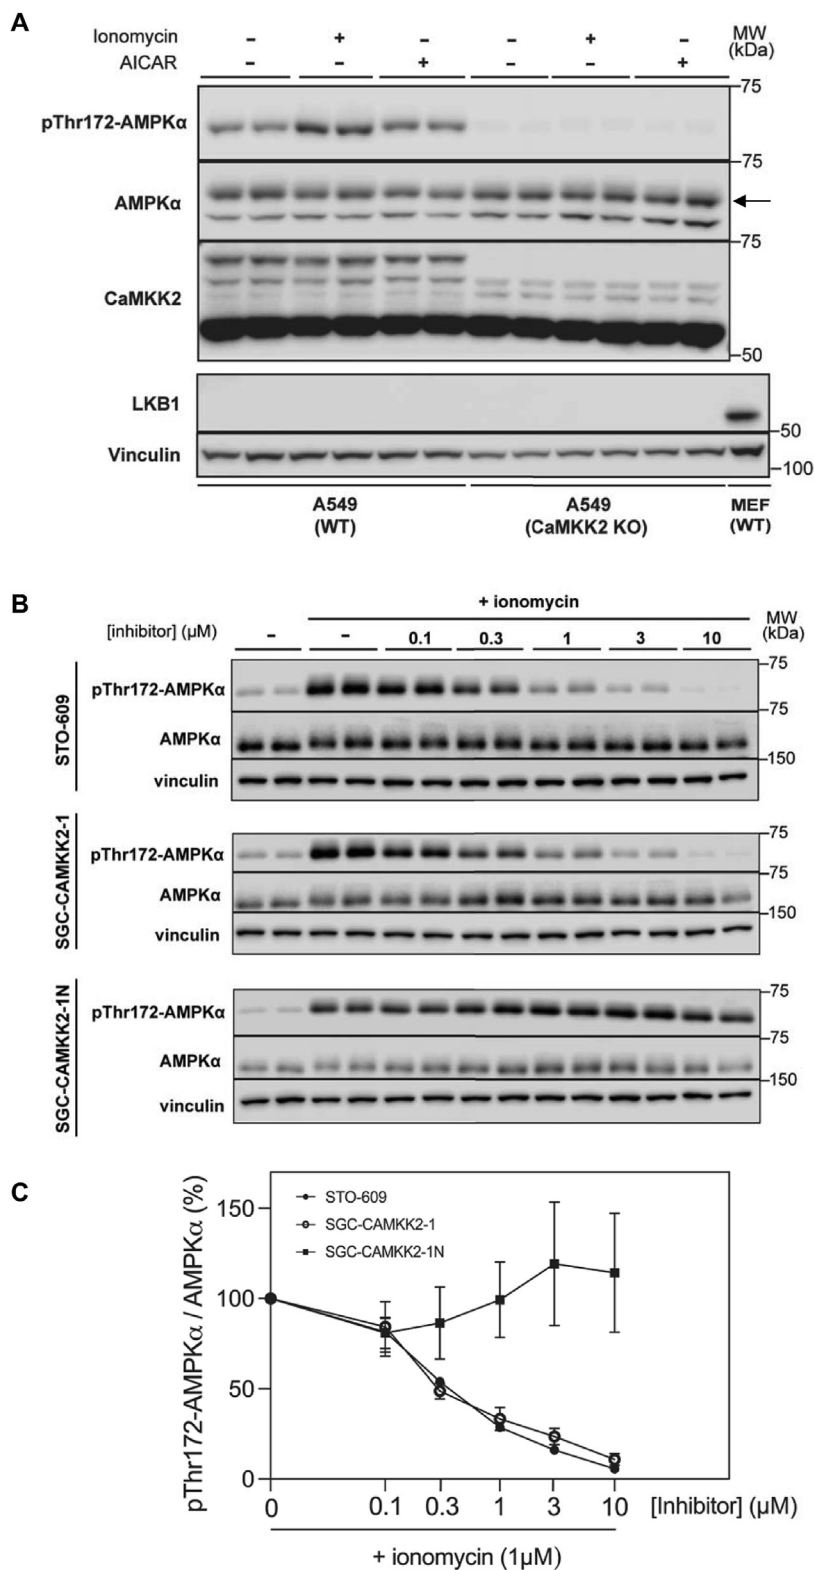 A
Ionomycin - + - - + - MW
AICAR - - + - - + (kDa)
75
pThr172-AMPKα
75
AMPKα
75
CaMKK2
50
LKB1
50
Vinculin
100
A549 A549 MEF
(WT) (CaMKK2 KO) (WT)
B
+ ionomycin
MW
[inhibitor] (μM) - - 0.1 0.3 1 3 10 (kDa)
STO-609
75
pThr172-AMPKα
75
AMPKα
150
vinculin
SGC-CAMKK2-1
75
pThr172-AMPKα
75
AMPKα
150
vinculin
SGC-CAMKK2-1N
75
pThr172-AMPKα
75
AMPKα
150
vinculin
C
pThr172-AMPKα / AMPKα (%)
150
100
50
0
STO-609
SGC-CAMKK2-1
SGC-CAMKK2-1N
0 0.1 0.3 1 3 10 [Inhibitor] (μM)
+ ionomycin (1μM)